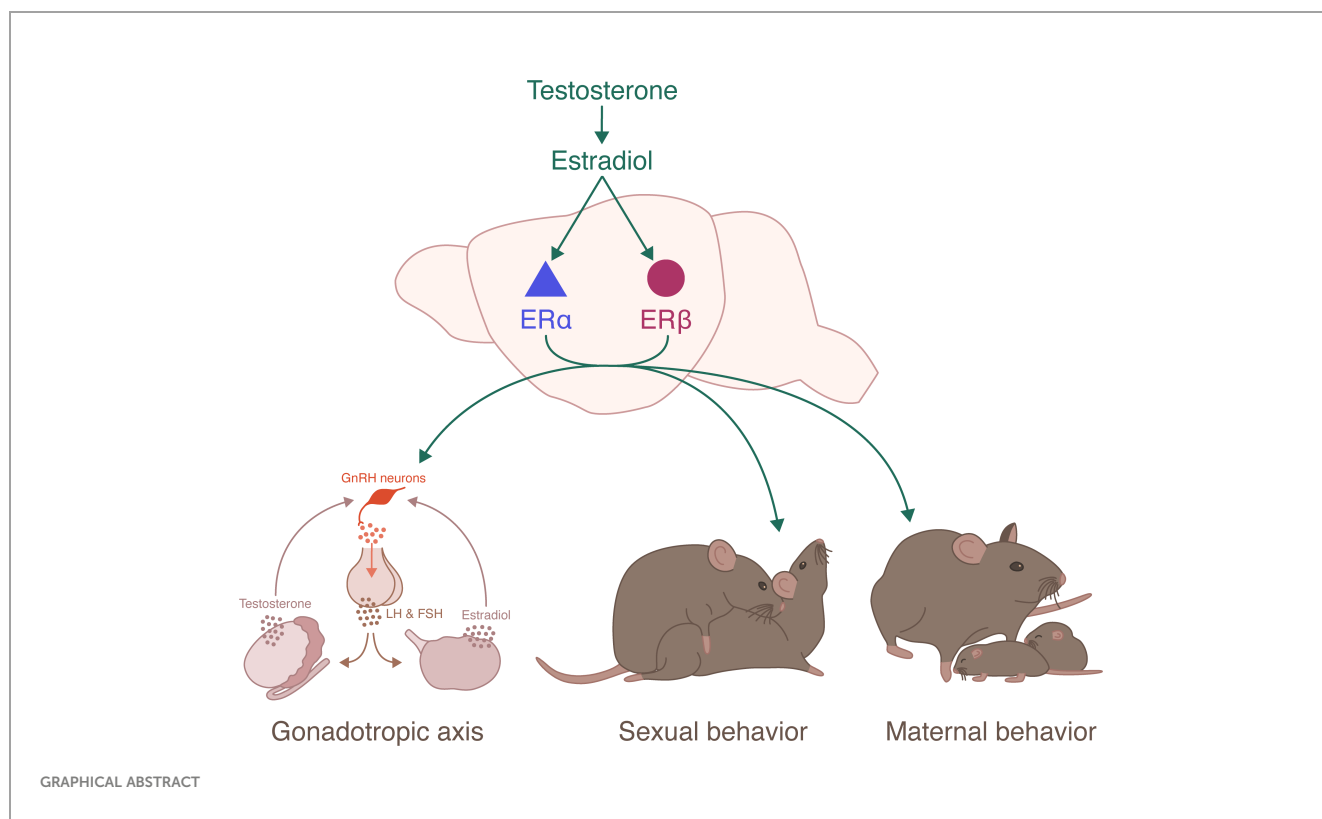 Testosterone
Estradiol
ERα
ERβ
GnRH neurons
Testosterone
LH & FSH
Estradiol
Gonadotropic axis
Sexual behavior
Maternal behavior
GRAPHICAL ABSTRACT